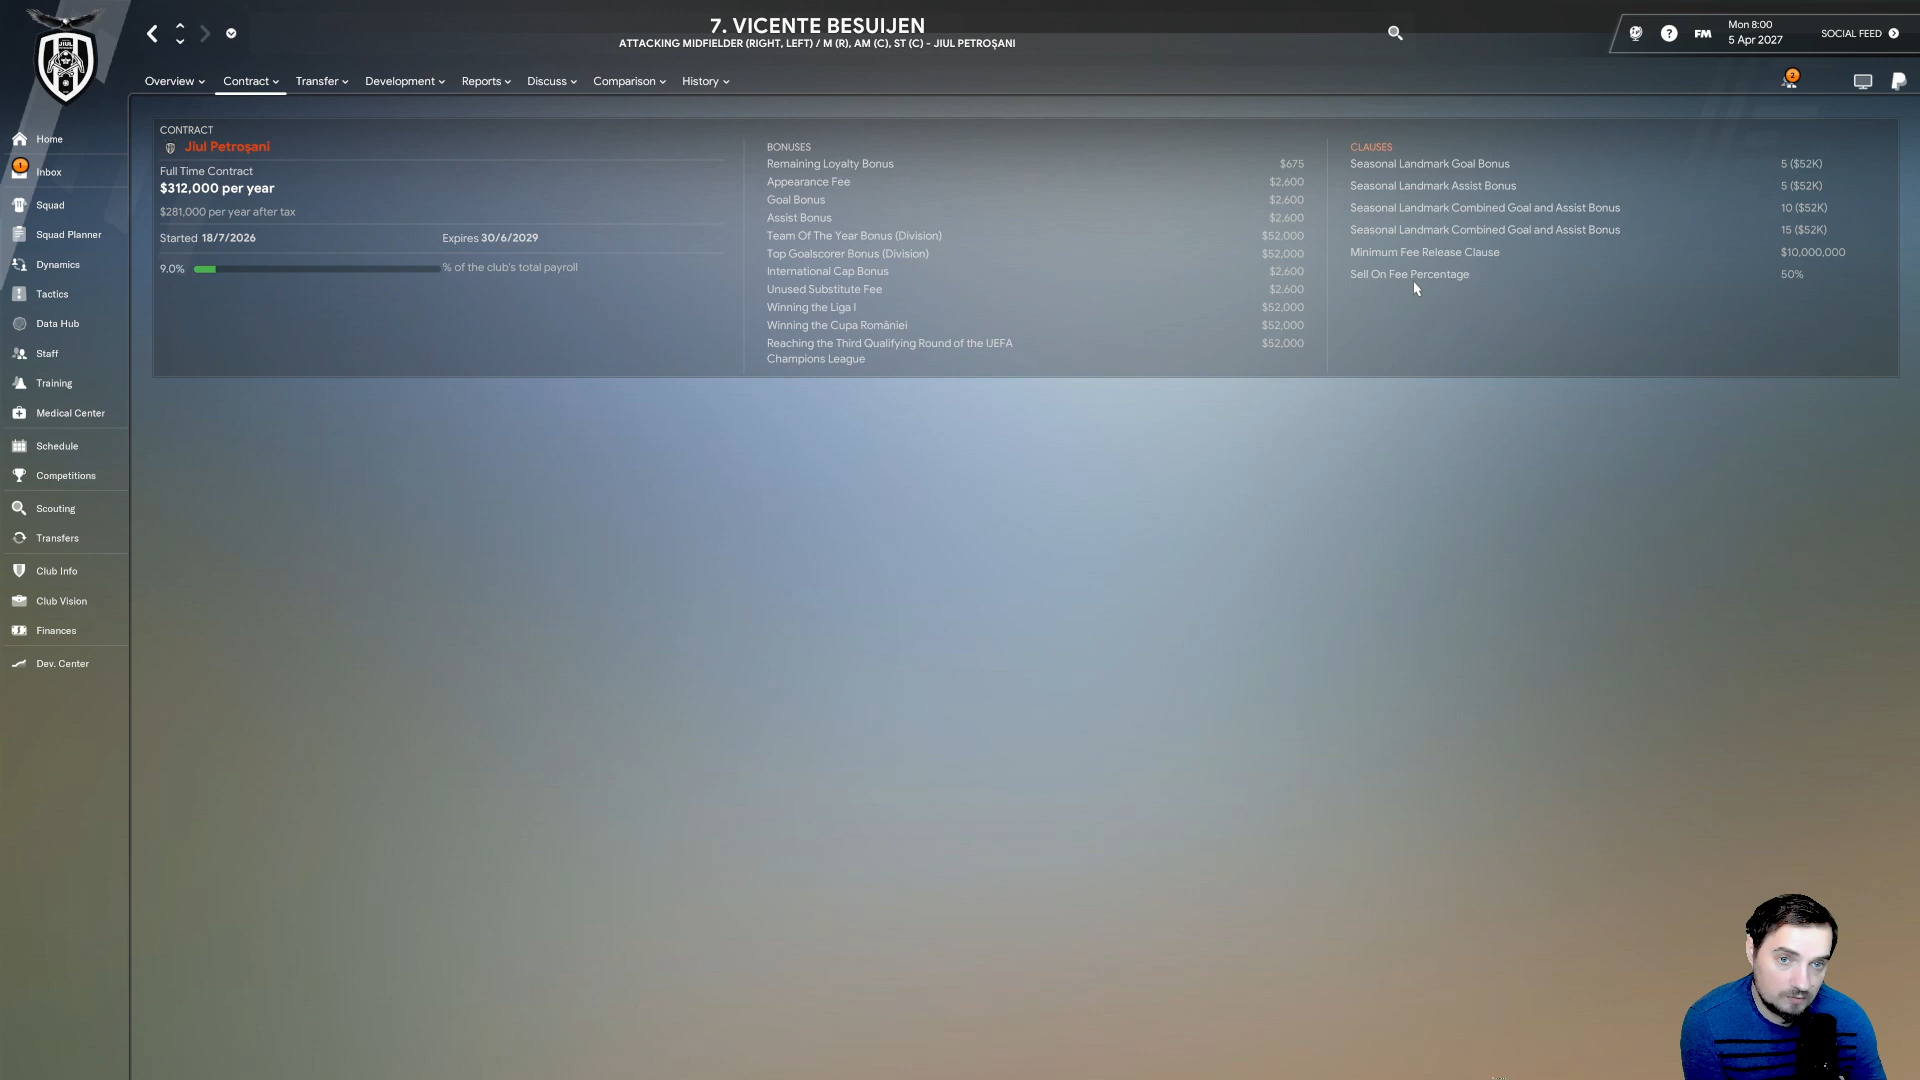 7. VICENTE BESUIJEN
ATTACKING MIDFIELDER (RIGHT, LEFT) / M (R), AM (C), ST (C) - JIUL PETROŞANI
FM
Mon 8:00
5 Apr 2027
SOCIAL FEED
JIUL
Overview
Contract
Transfer
Development
Reports
Discuss
Comparison
History
2
Home
1
Inbox
Squad
Squad Planner
Dynamics
Tactics
Data Hub
Staff
Training
Medical Center
Schedule
Competitions
Scouting
Transfers
Club Info
Club Vision
Finances
Dev. Center
CONTRACT
Jiul Petroşani
Full Time Contract
$312,000 per year
$281,000 per year after tax
Started 18/7/2026
Expires 30/6/2029
9.0%
% of the club's total payroll
BONUSES
Remaining Loyalty Bonus $675
Appearance Fee $2,600
Goal Bonus $2,600
Assist Bonus $2,600
Team Of The Year Bonus (Division) $52,000
Top Goalscorer Bonus (Division) $52,000
International Cap Bonus $2,600
Unused Substitute Fee $2,600
Winning the Liga I $52,000
Winning the Cupa României $52,000
Reaching the Third Qualifying Round of the UEFA $52,000
Champions League
CLAUSES
Seasonal Landmark Goal Bonus 5 ($52K)
Seasonal Landmark Assist Bonus 5 ($52K)
Seasonal Landmark Combined Goal and Assist Bonus 10 ($52K)
Seasonal Landmark Combined Goal and Assist Bonus 15 ($52K)
Minimum Fee Release Clause $10,000,000
Sell On Fee Percentage 50%